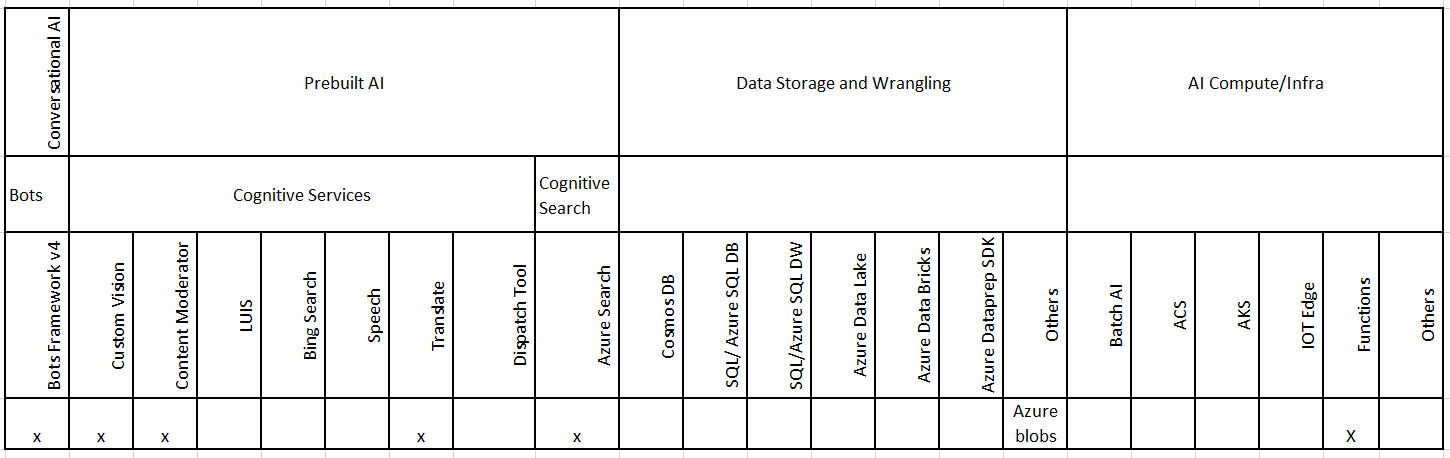 Conversational AI
Prebuilt AI
Data Storage and Wrangling
AI Compute/Infra
Bots
Cognitive Services
Cognitive
Search
Bots Framework v4
Custom Vision
Content Moderator
LUIS
Bing Search
Speech
Translate
Dispatch Tool
Azure Search
Cosmos DB
SQL/ Azure SQL DB
SQL/Azure SQL DW
Azure Data Lake
Azure Data Bricks
Azure Dataprep SDK
Others
Batch AI
ACS
AKS
IOT Edge
Functions
Others
x
x
x
x
x
Azure
blobs
X